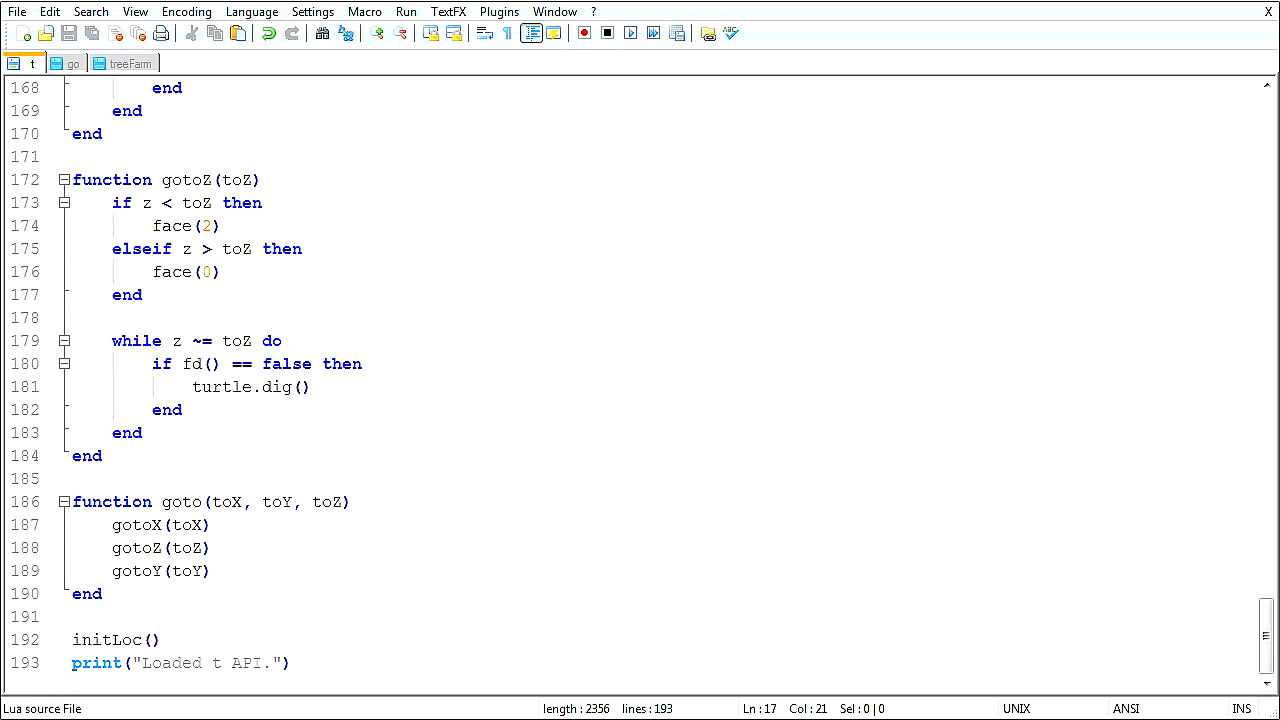 File Edit Search View Encoding Language Settings Macro Run TextFX Plugins Window ? X
t go treeFarm
168 end
169 end
170 end
171
172 function gotoZ(toZ)
173 if z < toZ then
174 face(2)
175 elseif z > toZ then
176 face(0)
177 end
178
179 while z ~= toZ do
180 if fd() == false then
181 turtle.dig()
182 end
183 end
184 end
185
186 function goto(toX, toY, toZ)
187 gotoX(toX)
188 gotoZ(toZ)
189 gotoY(toY)
190 end
191
192 initLoc()
193 print("Loaded t API.")
Lua source File length : 2356 lines : 193 Ln : 17 Col : 21 Sel : 0 | 0 UNIX ANSI INS